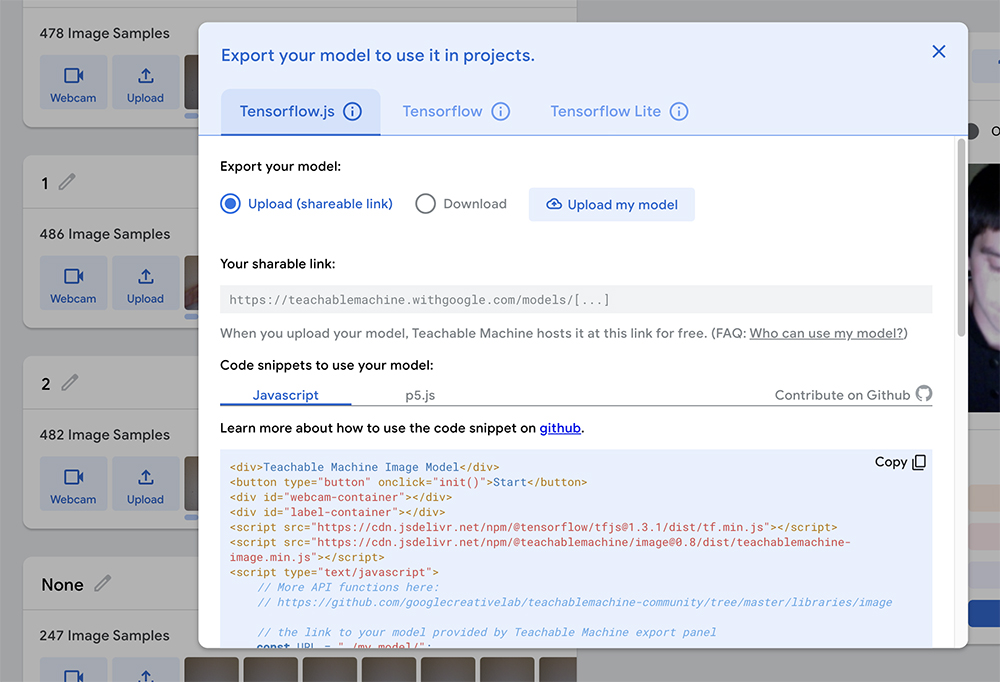 478 Image Samples
Webcam
Upload
1
486 Image Samples
Webcam
Upload
2
482 Image Samples
Webcam
Upload
None
247 Image Samples
Export your model to use it in projects.
Tensorflow.js
Tensorflow
Tensorflow Lite
Export your model:
Upload (shareable link)
Download
Upload my model
Your sharable link:
https://teachablemachine.withgoogle.com/models/[...]
When you upload your model, Teachable Machine hosts it at this link for free. (FAQ: Who can use my model?)
Code snippets to use your model:
Javascript
p5.js
Contribute on Github
Learn more about how to use the code snippet on github.
Copy
<div>Teachable Machine Image Model</div>
<button type="button" onclick="init()">Start</button>
<div id="webcam-container"></div>
<div id="label-container"></div>
<script src="https://cdn.jsdelivr.net/npm/@tensorflow/tfjs@1.3.1/dist/tf.min.js"></script>
<script src="https://cdn.jsdelivr.net/npm/@teachablemachine/image@0.8/dist/teachablemachine-
image.min.js"></script>
<script type="text/javascript">
// More API functions here:
// https://github.com/googlecreativelab/teachablemachine-community/tree/master/libraries/image
// the link to your model provided by Teachable Machine export panel
const URL = "./my_model/";